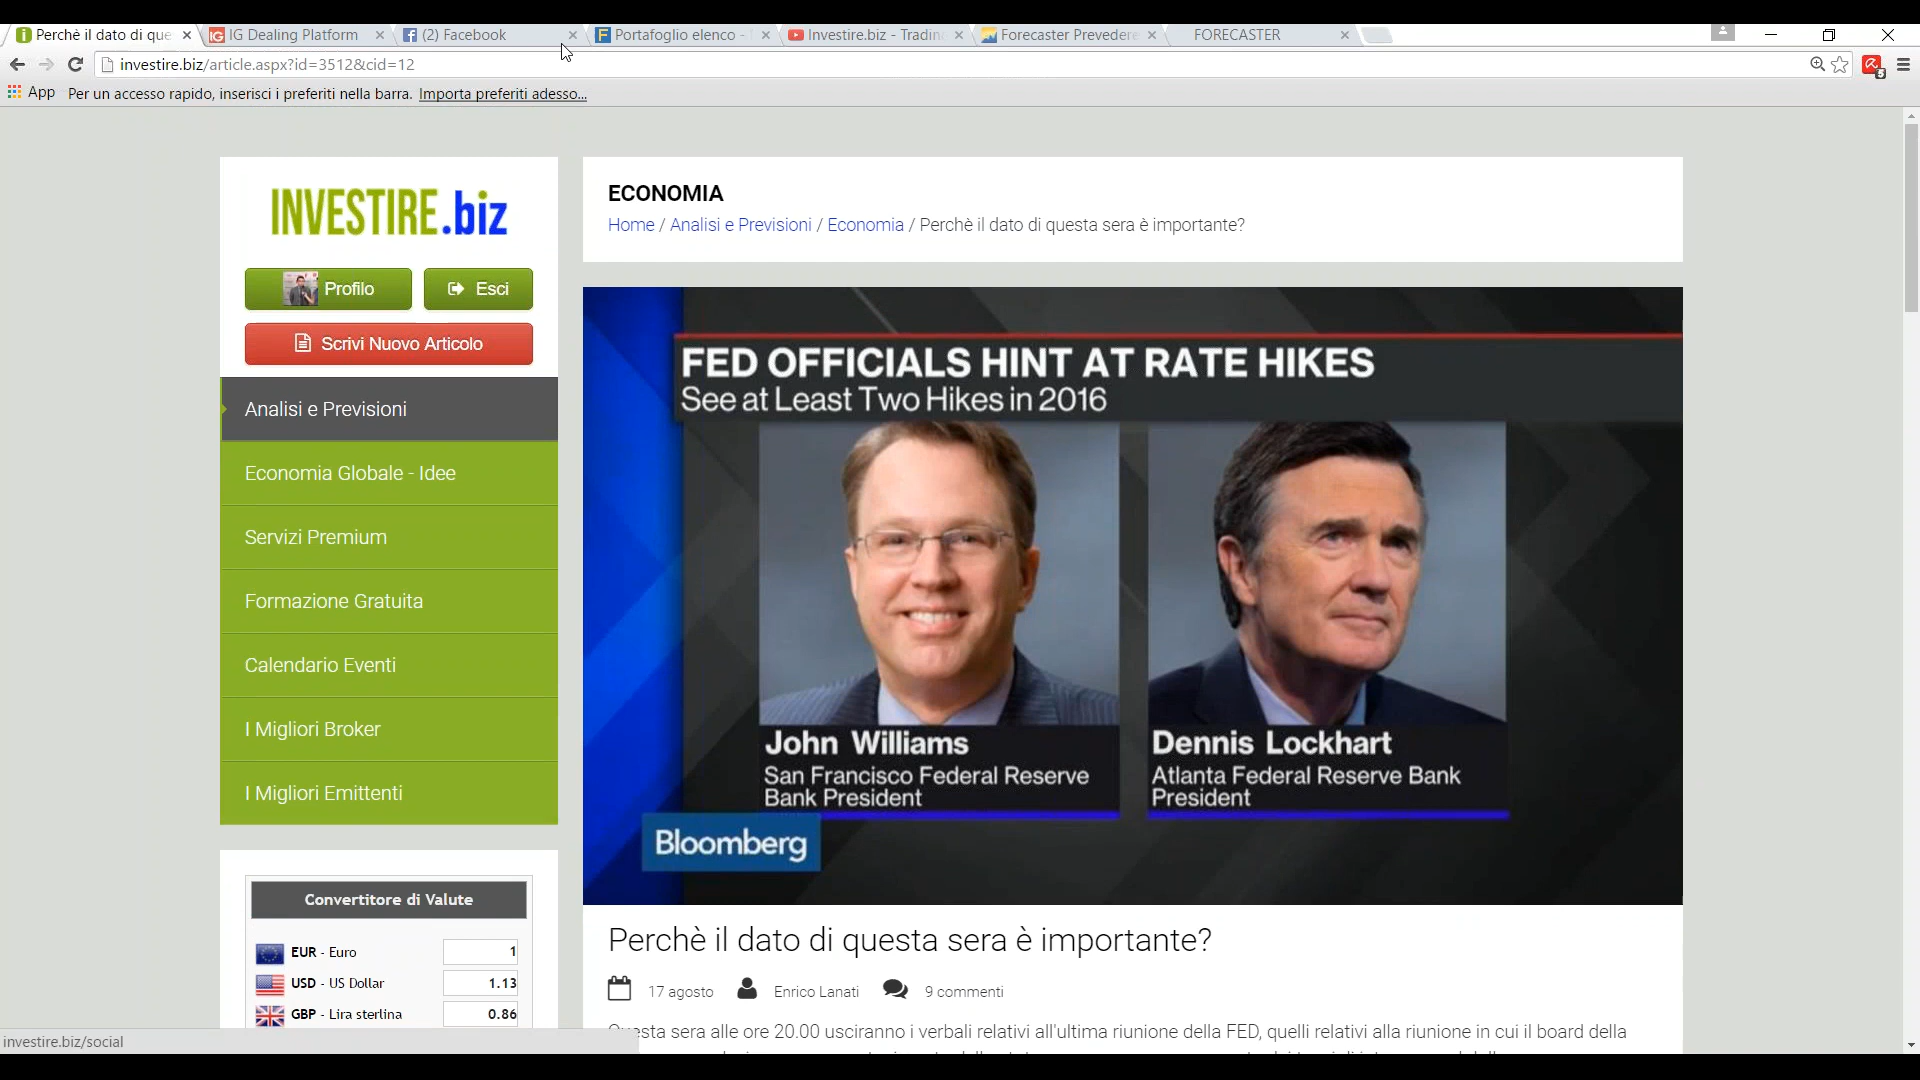 Perchè il dato di que
IG Dealing Platform
(2) Facebook
Portafoglio elenco -
Investire.biz - Tradin
Forecaster Prevedere
FORECASTER
investire.biz/article.aspx?id=3512&cid=12
App
Per un accesso rapido, inserisci i preferiti nella barra. Importa preferiti adesso...
INVESTIRE.biz
Profilo
Esci
Scrivi Nuovo Articolo
Analisi e Previsioni
Economia Globale - Idee
Servizi Premium
Formazione Gratuita
Calendario Eventi
I Migliori Broker
I Migliori Emittenti
Convertitore di Valute
EUR - Euro 1
USD - US Dollar 1.13
GBP - Lira sterlina 0.86
ECONOMIA
Home / Analisi e Previsioni / Economia / Perchè il dato di questa sera è importante?
FED OFFICIALS HINT AT RATE HIKES
See at Least Two Hikes in 2016
John Williams
San Francisco Federal Reserve
Bank President
Dennis Lockhart
Atlanta Federal Reserve Bank
President
Bloomberg
Perchè il dato di questa sera è importante?
17 agosto Enrico Lanati 9 commenti
Questa sera alle ore 20.00 usciranno i verbali relativi all'ultima riunione della FED, quelli relativi alla riunione in cui il board della
investire.biz/social